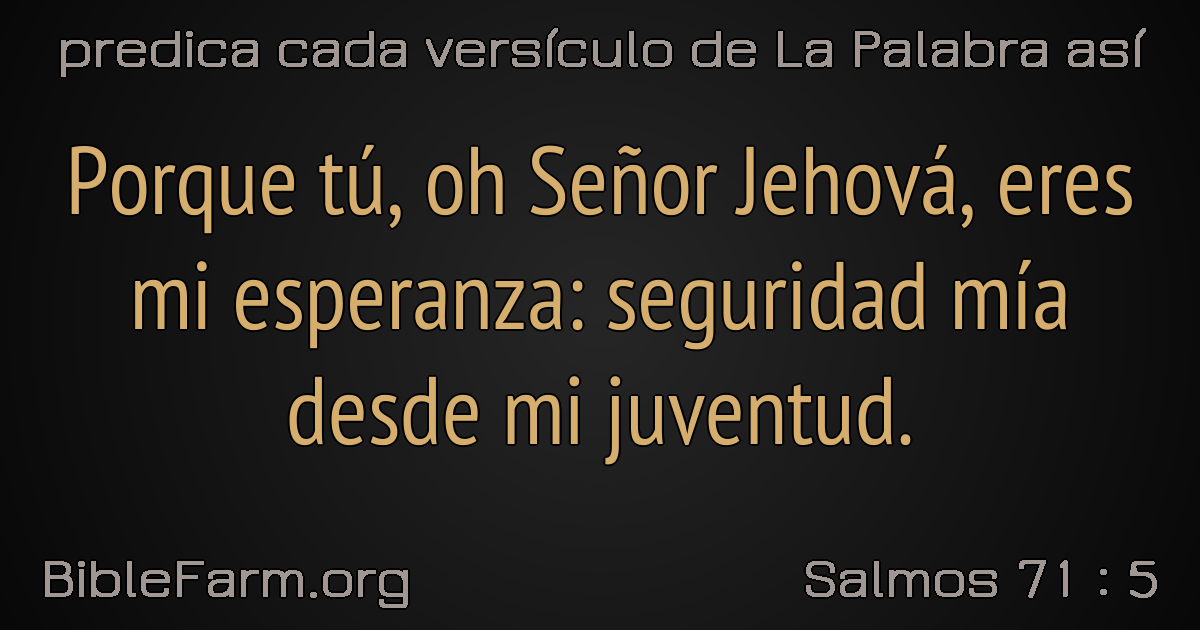 predica cada versículo de La Palabra así
Porque tú, oh Señor Jehová, eres
mi esperanza: seguridad mía
desde mi juventud.
BibleFarm.org
Salmos 71 : 5